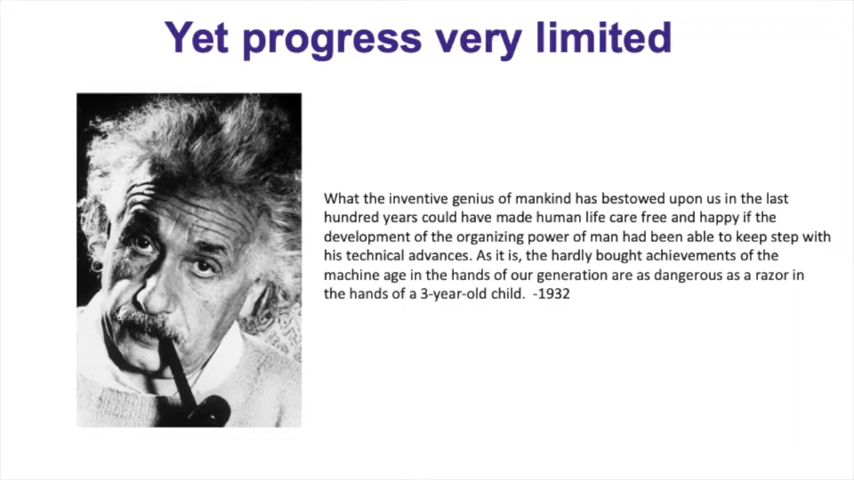 Yet progress very limited
What the inventive genius of mankind has bestowed upon us in the last
hundred years could have made human life care free and happy if the
development of the organizing power of man had been able to keep step with
his technical advances. As it is, the hardly bought achievements of the
machine age in the hands of our generation are as dangerous as a razor in
the hands of a 3-year-old child. -1932